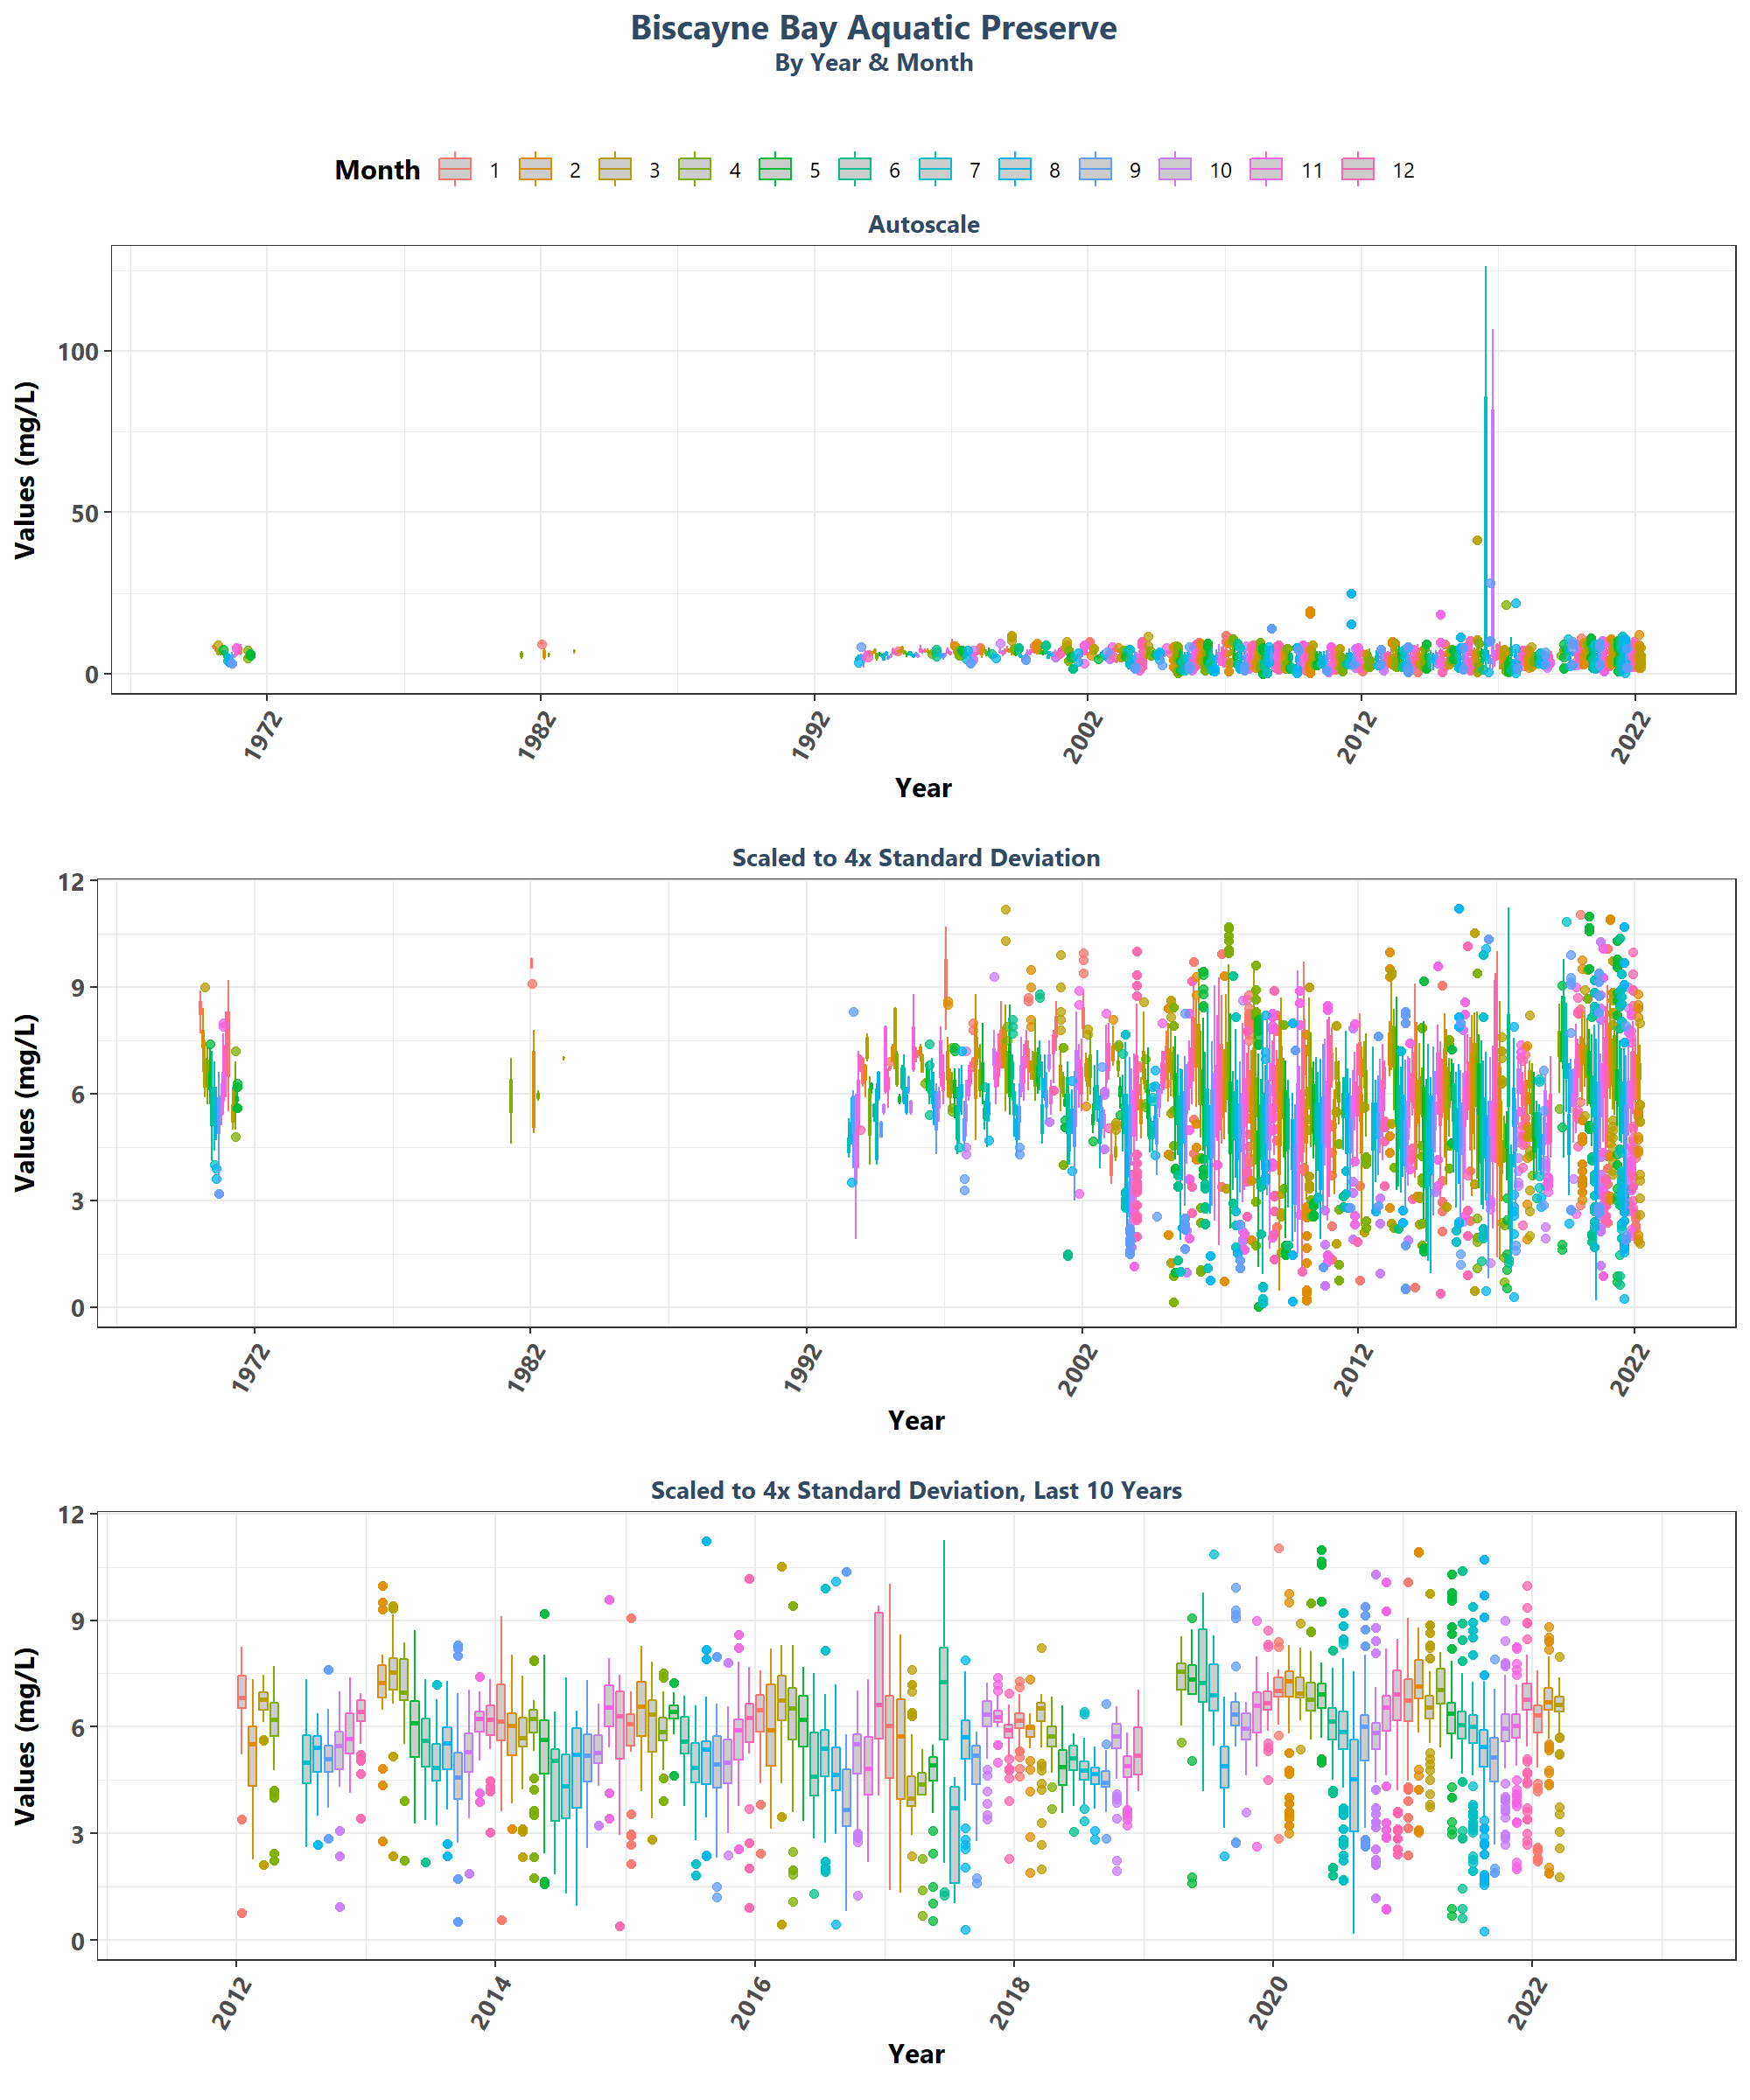 Biscayne Bay Aquatic Preserve
By Year & Month
Month 1 2 3 4 5 6 7 8 9 10 11 12
Autoscale
Values (mg/L)
100
50
0
1972 1982 1992 2002 2012 2022
Year
Scaled to 4x Standard Deviation
Values (mg/L)
12
9
6
3
0
1972 1982 1992 2002 2012 2022
Year
Scaled to 4x Standard Deviation, Last 10 Years
Values (mg/L)
12
9
6
3
0
2012 2014 2016 2018 2020 2022
Year